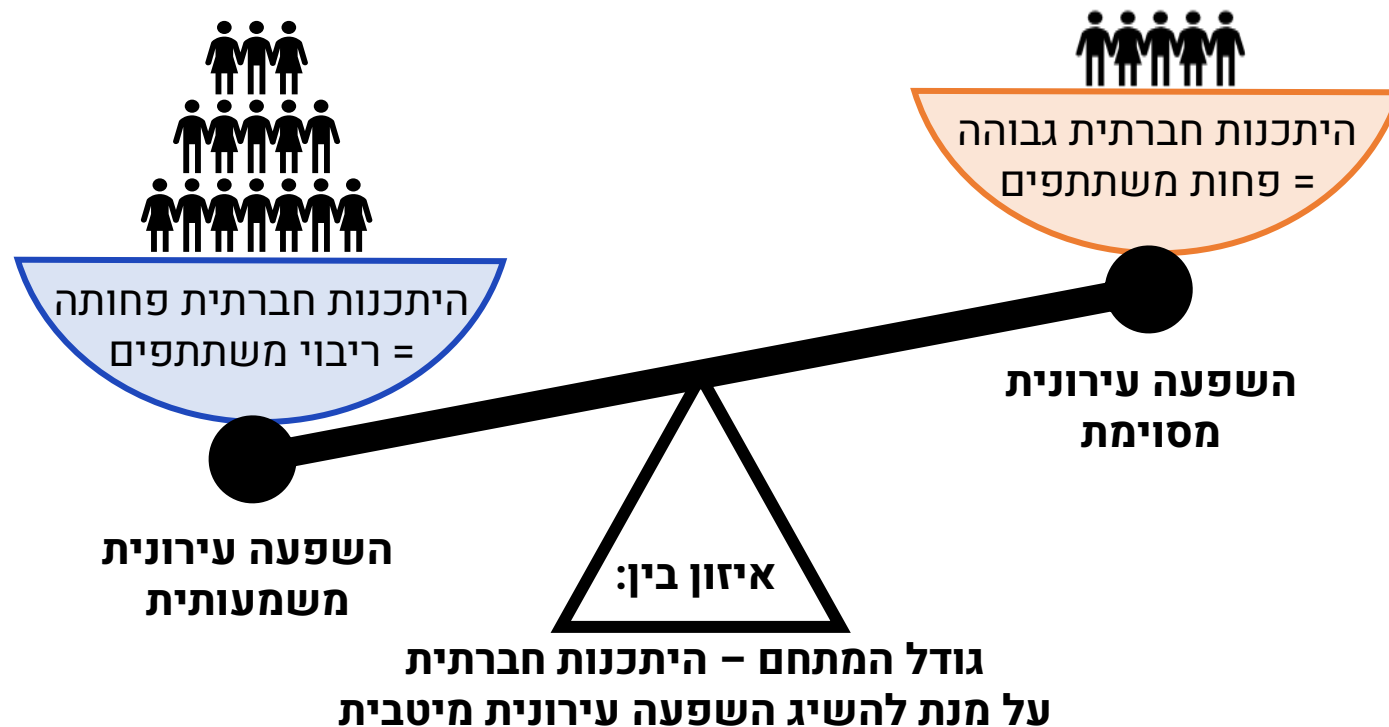 היתכנות חברתית גבוהה
= פחות משתתפים
היתכנות חברתית פחותה
= ריבוי משתתפים
השפעה עירונית
מסוימת
השפעה עירונית
משמעותית
איזון בין:
גודל המתחם – היתכנות חברתית
על מנת להשיג השפעה עירונית מיטבית